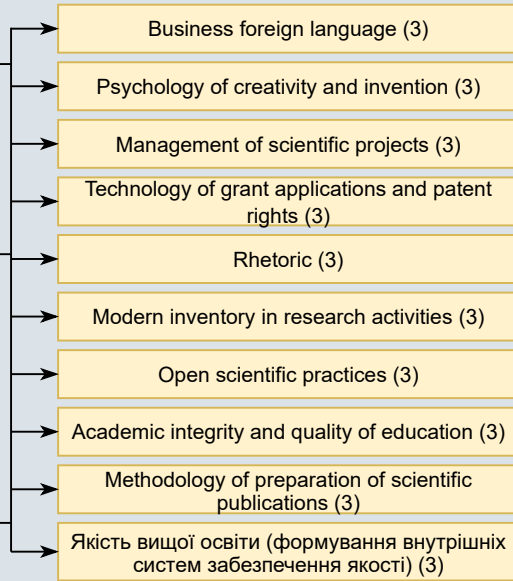 Business foreign language (3)
Psychology of creativity and invention (3)
Management of scientific projects (3)
Technology of grant applications and patent
rights (3)
Rhetoric (3)
Modern inventory in research activities (3)
Open scientific practices (3)
Academic integrity and quality of education (3)
Methodology of preparation of scientific
publications (3)
Якість вищої освіти (формування внутрішніх
систем забезпечення якості) (3)